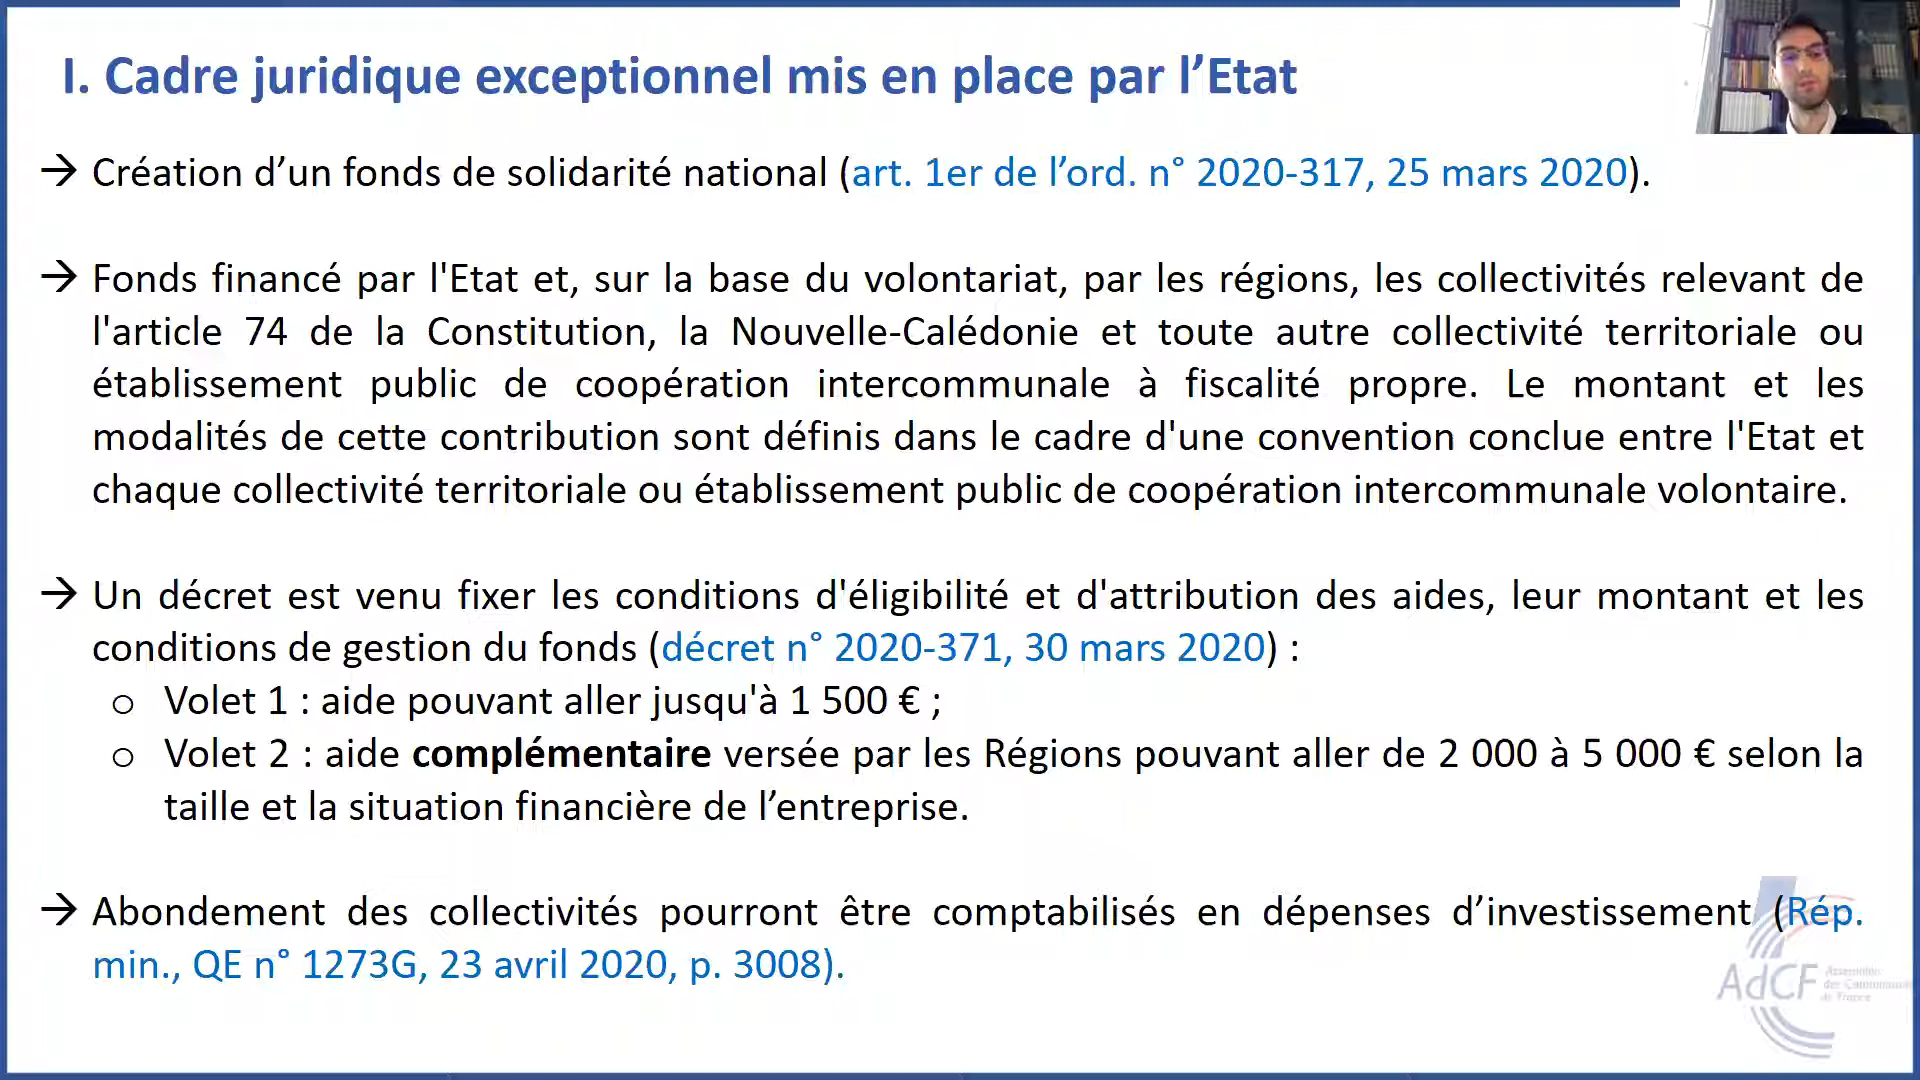 I. Cadre juridique exceptionnel mis en place par l’Etat
→ Création d’un fonds de solidarité national (art. 1er de l’ord. n° 2020-317, 25 mars 2020).
→ Fonds financé par l'Etat et, sur la base du volontariat, par les régions, les collectivités relevant de
l'article 74 de la Constitution, la Nouvelle-Calédonie et toute autre collectivité territoriale ou
établissement public de coopération intercommunale à fiscalité propre. Le montant et les
modalités de cette contribution sont définis dans le cadre d'une convention conclue entre l'Etat et
chaque collectivité territoriale ou établissement public de coopération intercommunale volontaire.
→ Un décret est venu fixer les conditions d'éligibilité et d'attribution des aides, leur montant et les
conditions de gestion du fonds (décret n° 2020-371, 30 mars 2020) :
o Volet 1 : aide pouvant aller jusqu'à 1 500 € ;
o Volet 2 : aide complémentaire versée par les Régions pouvant aller de 2 000 à 5 000 € selon la
taille et la situation financière de l’entreprise.
→ Abondement des collectivités pourront être comptabilisés en dépenses d’investissement (Rép.
min., QE n° 1273G, 23 avril 2020, p. 3008).
AdCF
des
de France